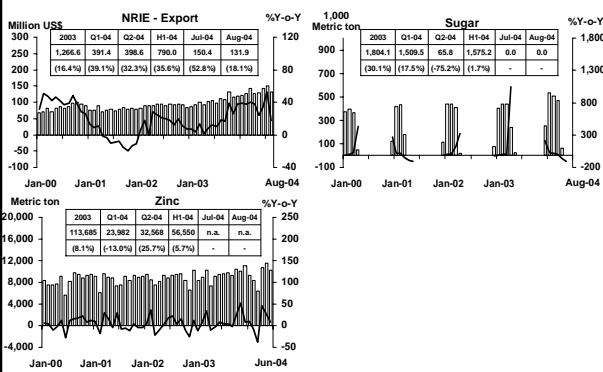 NRIE - Export
Million US$
%Y-o-Y
2003 Q1-04 Q2-04 H1-04 Jul-04 Aug-04
1,266.6 391.4 398.6 790.0 150.4 131.9
(16.4%) (39.1%) (32.3%) (35.6%) (52.8%) (18.1%)
300
250
200
150
100
50
0
-50
-100
120
80
40
0
-40
Jan-00 Jan-01 Jan-02 Jan-03 Aug-04
Sugar
1,000
Metric ton
%Y-o-Y
2003 Q1-04 Q2-04 H1-04 Jul-04 Aug-04
1,804.1 1,509.5 65.8 1,575.2 0.0 0.0
(30.1%) (17.5%) (-75.2%) (1.7%) - -
900
700
500
300
100
-100
1,800
1,300
800
300
-200
Jan-00 Jan-01 Jan-02 Jan-03 Aug-04
Zinc
Metric ton
%Y-o-Y
2003 Q1-04 Q2-04 H1-04 Jul-04 Aug-04
113,685 23,982 32,568 56,550 n.a. n.a.
(8.1%) (-13.0%) (25.7%) (5.7%) - -
20,000
16,000
12,000
8,000
4,000
0
-4,000
250
200
150
100
50
0
-50
Jan-00 Jan-01 Jan-02 Jan-03 Jun-04